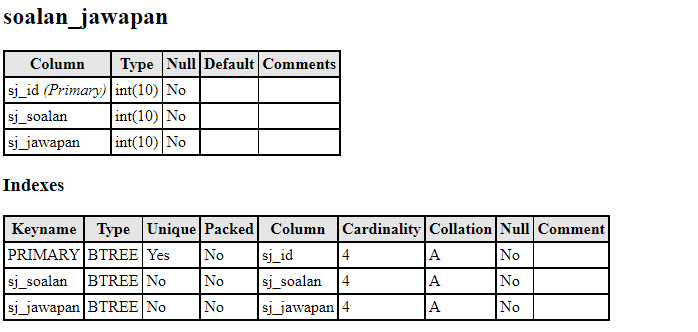 soalan_jawapan
Column Type Null Default Comments
sj_id (Primary) int(10) No
sj_soalan int(10) No
sj_jawapan int(10) No
Indexes
Keyname Type Unique Packed Column Cardinality Collation Null Comment
PRIMARY BTREE Yes No sj_id 4 A No
sj_soalan BTREE No No sj_soalan 4 A No
sj_jawapan BTREE No No sj_jawapan 4 A No